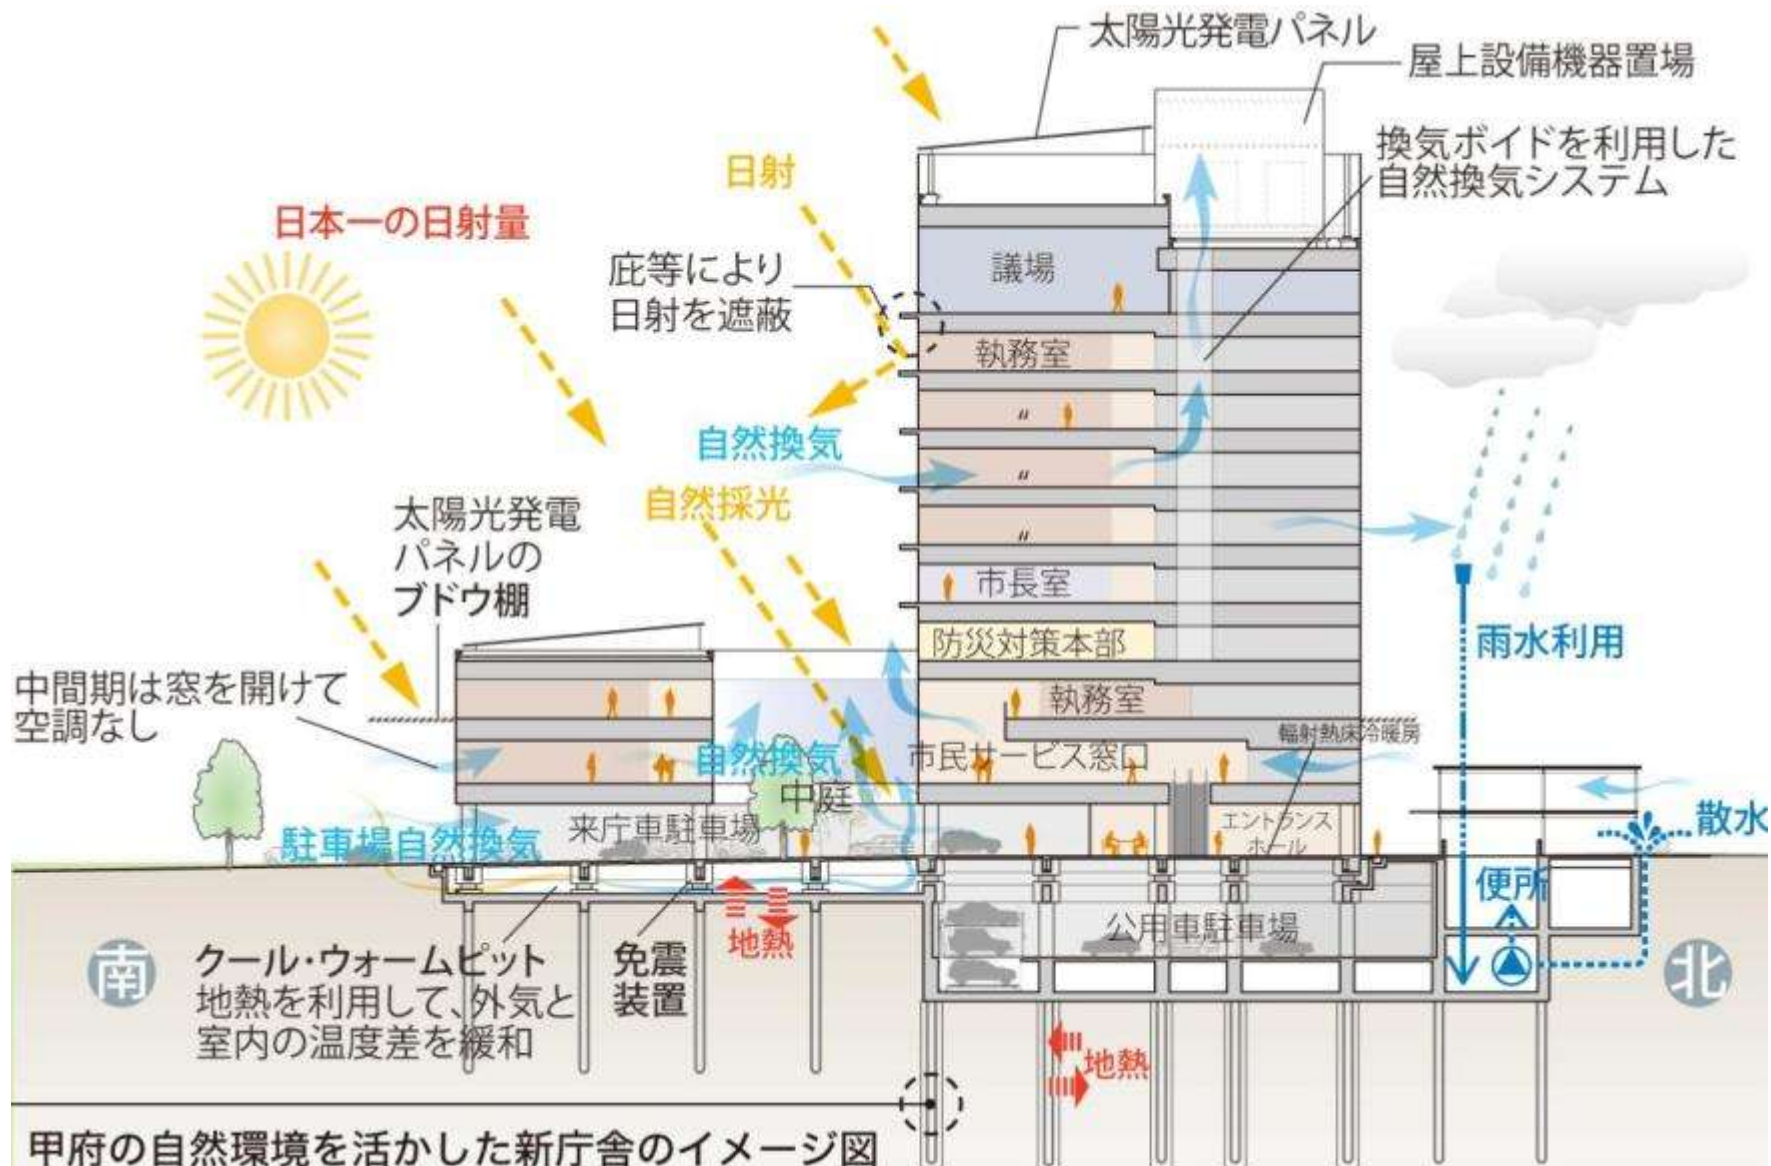 太陽光発電パネル
屋上設備機器置場
換気ボイドを利用した
自然換気システム
日射
日本一の日射量
庇等により
日射を遮蔽
議場
執務室
〃
自然換気
〃
自然採光
〃
太陽光発電
パネルの
ブドウ棚
市長室
防災対策本部
雨水利用
中間期は窓を開けて
空調なし
執務室
輻射熱床冷暖房
自然換気
市民サービス窓口
中庭
来庁車駐車場
エントランス
ホール
散水
駐車場自然換気
便所
地熱
公用車駐車場
南
クール・ウォームピット
地熱を利用して、外気と
室内の温度差を緩和
免震
装置
北
地熱
甲府の自然環境を活かした新庁舎のイメージ図